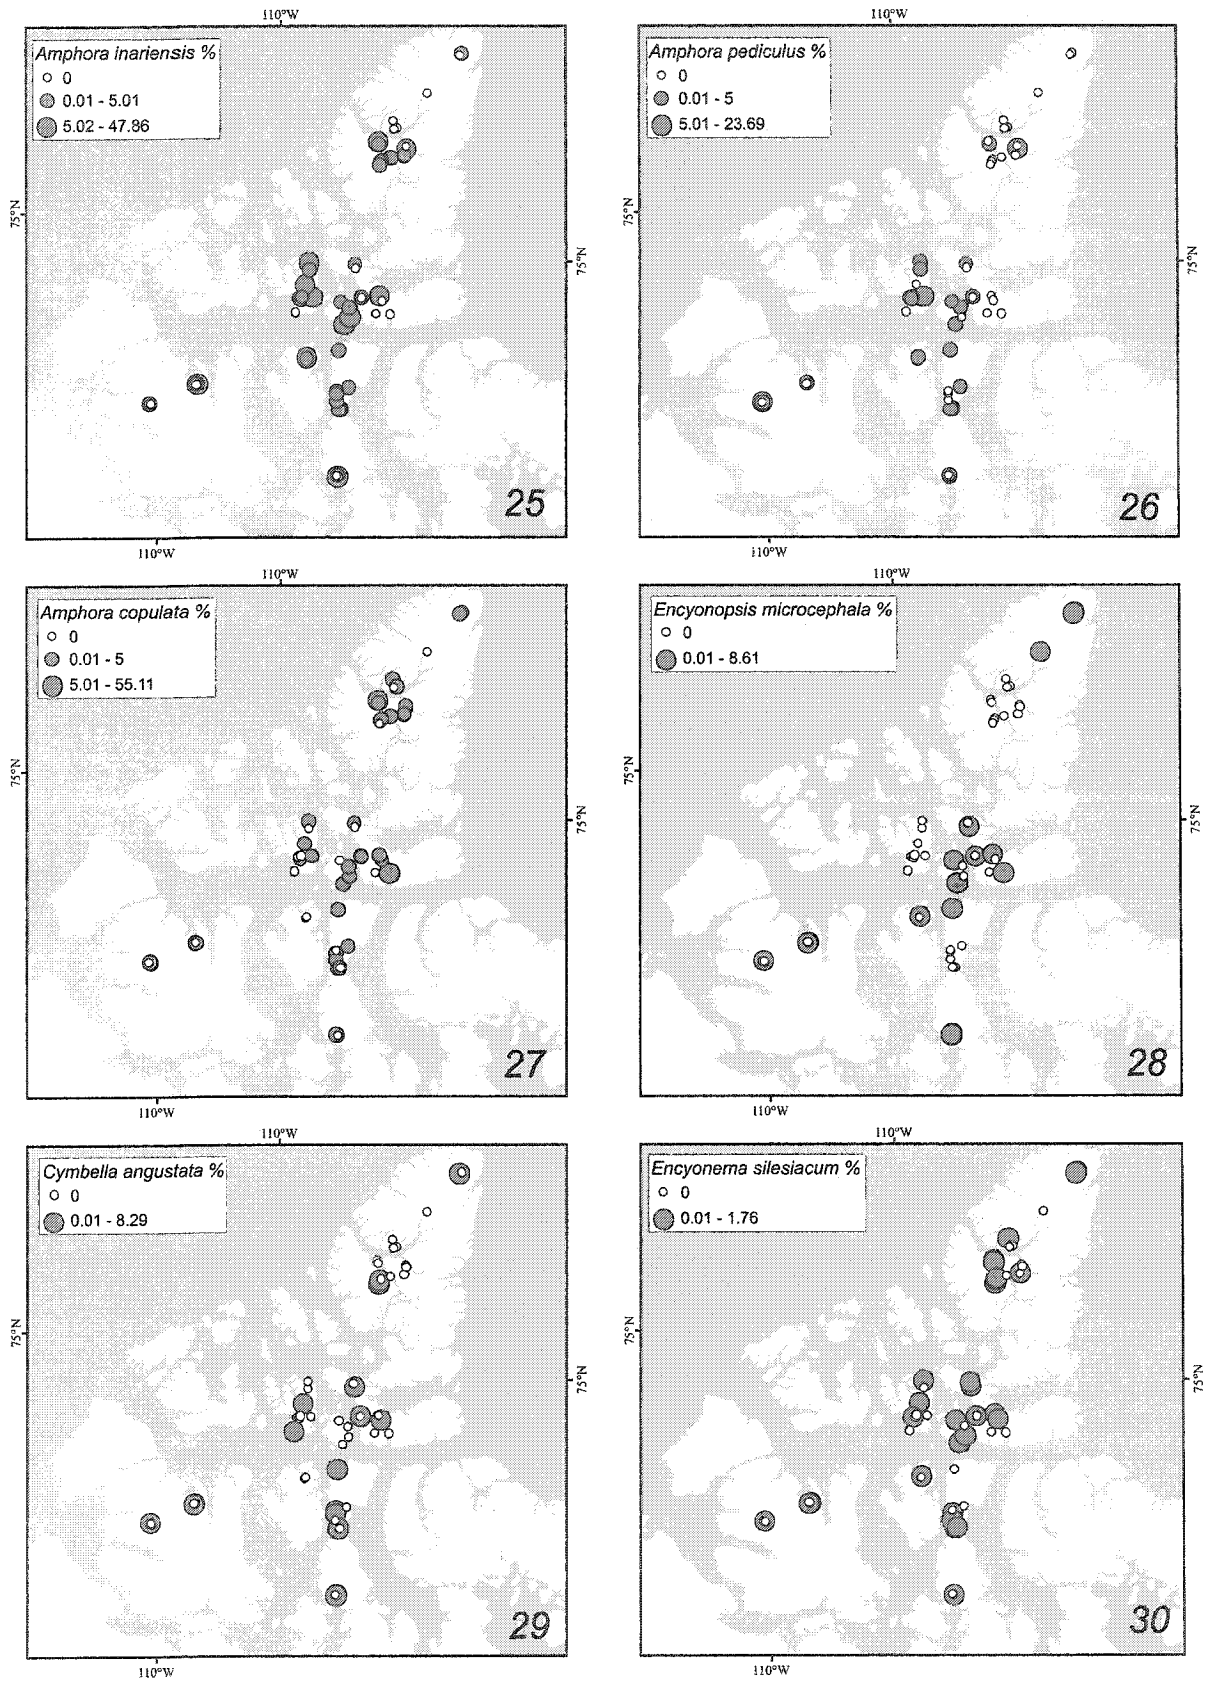 110°W
110°W
Amphora inariensis %
0
0.01 - 5.01
5.02 - 47.86
75°N
75°N
25
110°W
Amphora pediculus %
0
0.01 - 5
5.01 - 23.69
75°N
75°N
26
110°W
110°W
110°W
Amphora copulata %
0
0.01 - 5
5.01 - 55.11
75°N
75°N
27
110°W
Encyonopsis microcephala %
0
0.01 - 8.61
75°N
75°N
28
110°W
110°W
110°W
Cymbella angustata %
0
0.01 - 8.29
75°N
75°N
29
110°W
Encyonema silesiacum %
0
0.01 - 1.76
75°N
75°N
30
110°W